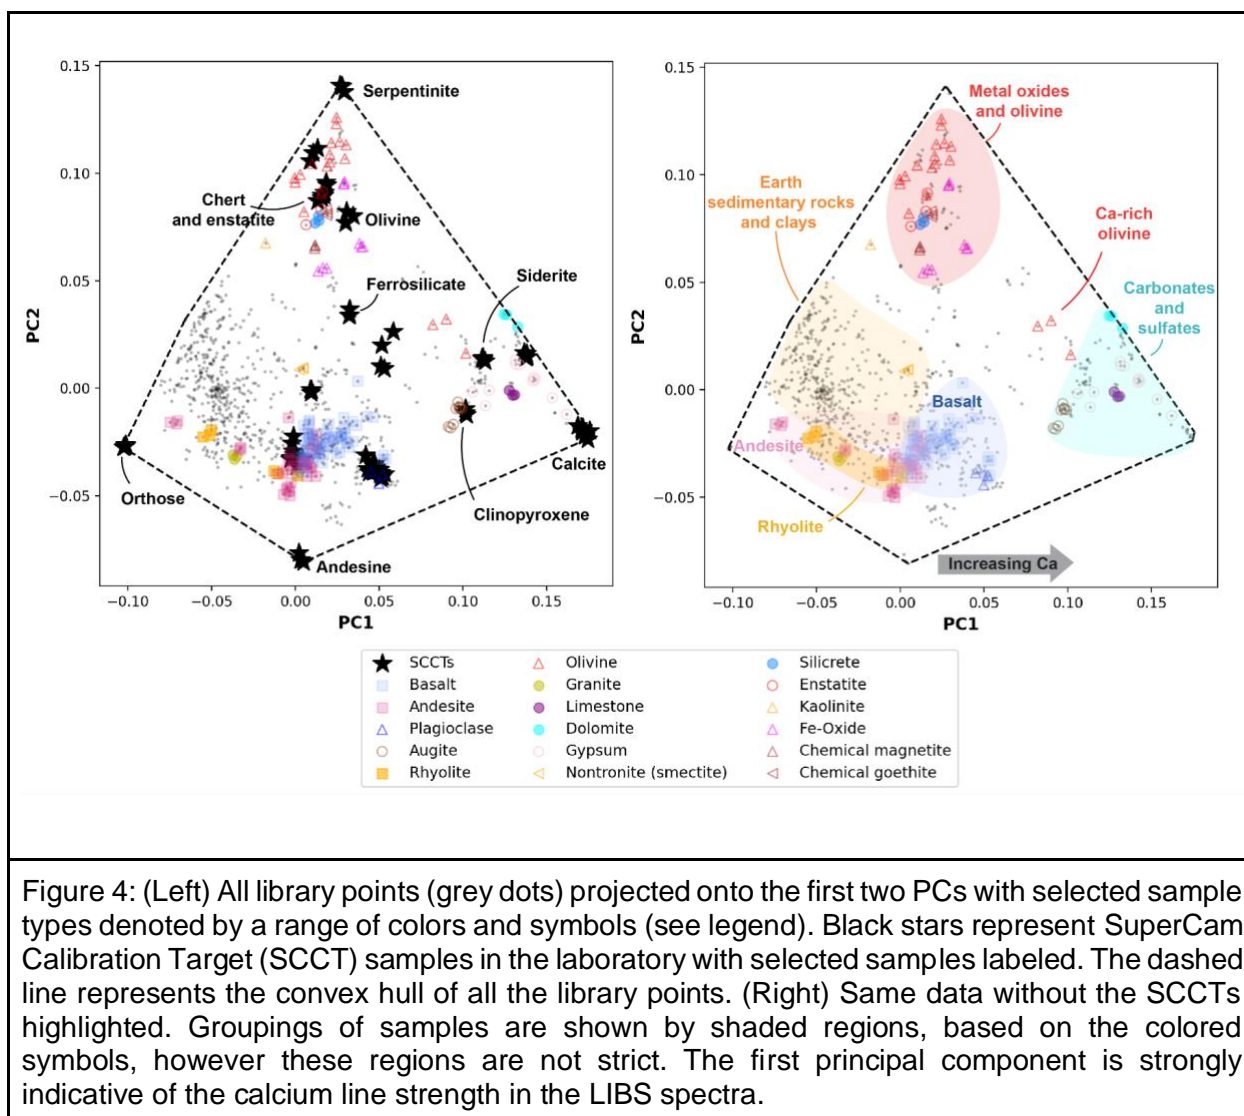 0.15
0.10
0.05
0.00
−0.05
PC2
−0.10
−0.05
0.00
0.05
0.10
0.15
PC1
Serpentinite
Chert
and enstatite
Olivine
Ferrosilicate
Siderite
Calcite
Clinopyroxene
Orthose
Andesine
0.15
0.10
0.05
0.00
−0.05
PC2
−0.10
−0.05
0.00
0.05
0.10
0.15
PC1
Metal oxides
and olivine
Earth
sedimentary rocks
and clays
Ca-rich
olivine
Carbonates
and
sulfates
Basalt
Andesite
Rhyolite
Increasing Ca
SCCTs
Basalt
Andesite
Plagioclase
Augite
Rhyolite
Olivine
Granite
Limestone
Dolomite
Gypsum
Nontronite (smectite)
Silicrete
Enstatite
Kaolinite
Fe-Oxide
Chemical magnetite
Chemical goethite
Figure 4: (Left) All library points (grey dots) projected onto the first two PCs with selected sample
types denoted by a range of colors and symbols (see legend). Black stars represent SuperCam
Calibration Target (SCCT) samples in the laboratory with selected samples labeled. The dashed
line represents the convex hull of all the library points. (Right) Same data without the SCCTs
highlighted. Groupings of samples are shown by shaded regions, based on the colored
symbols, however these regions are not strict. The first principal component is strongly
indicative of the calcium line strength in the LIBS spectra.